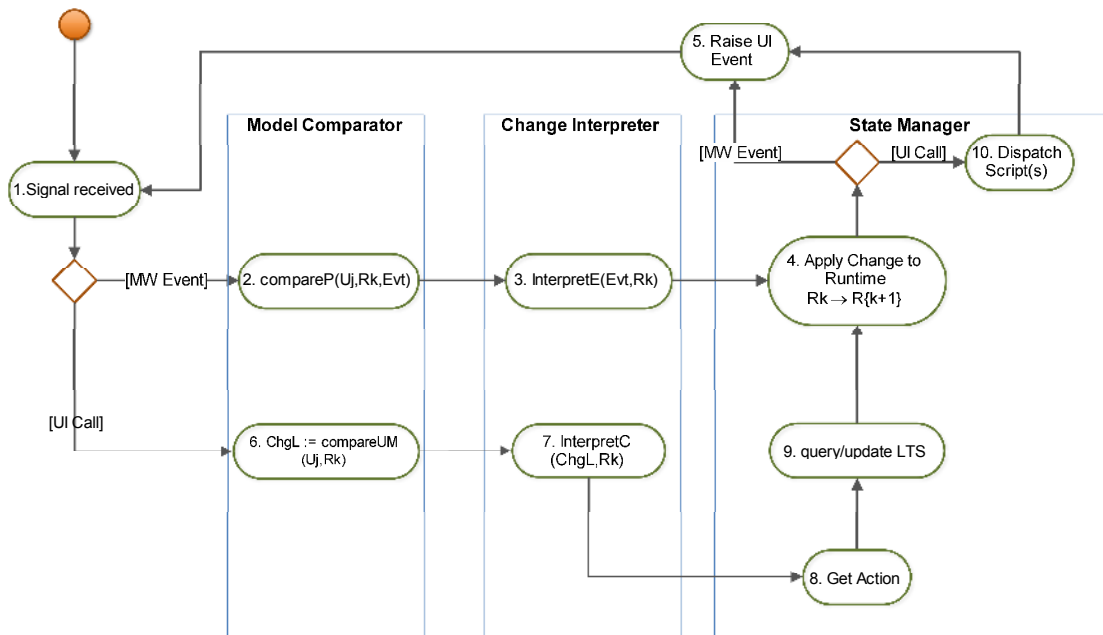 5. Raise UI
Event
Model Comparator
Change Interpreter
State Manager
[MW Event]
[UI Call]
10. Dispatch
Script(s)
1.Signal received
[MW Event]
2. compareP(Uj,Rk,Evt)
3. InterpretE(Evt,Rk)
4. Apply Change to
Runtime
Rk → R{k+1}
[UI Call]
6. ChgL := compareUM
(Uj,Rk)
7. InterpretC
(ChgL,Rk)
9. query/update LTS
8. Get Action